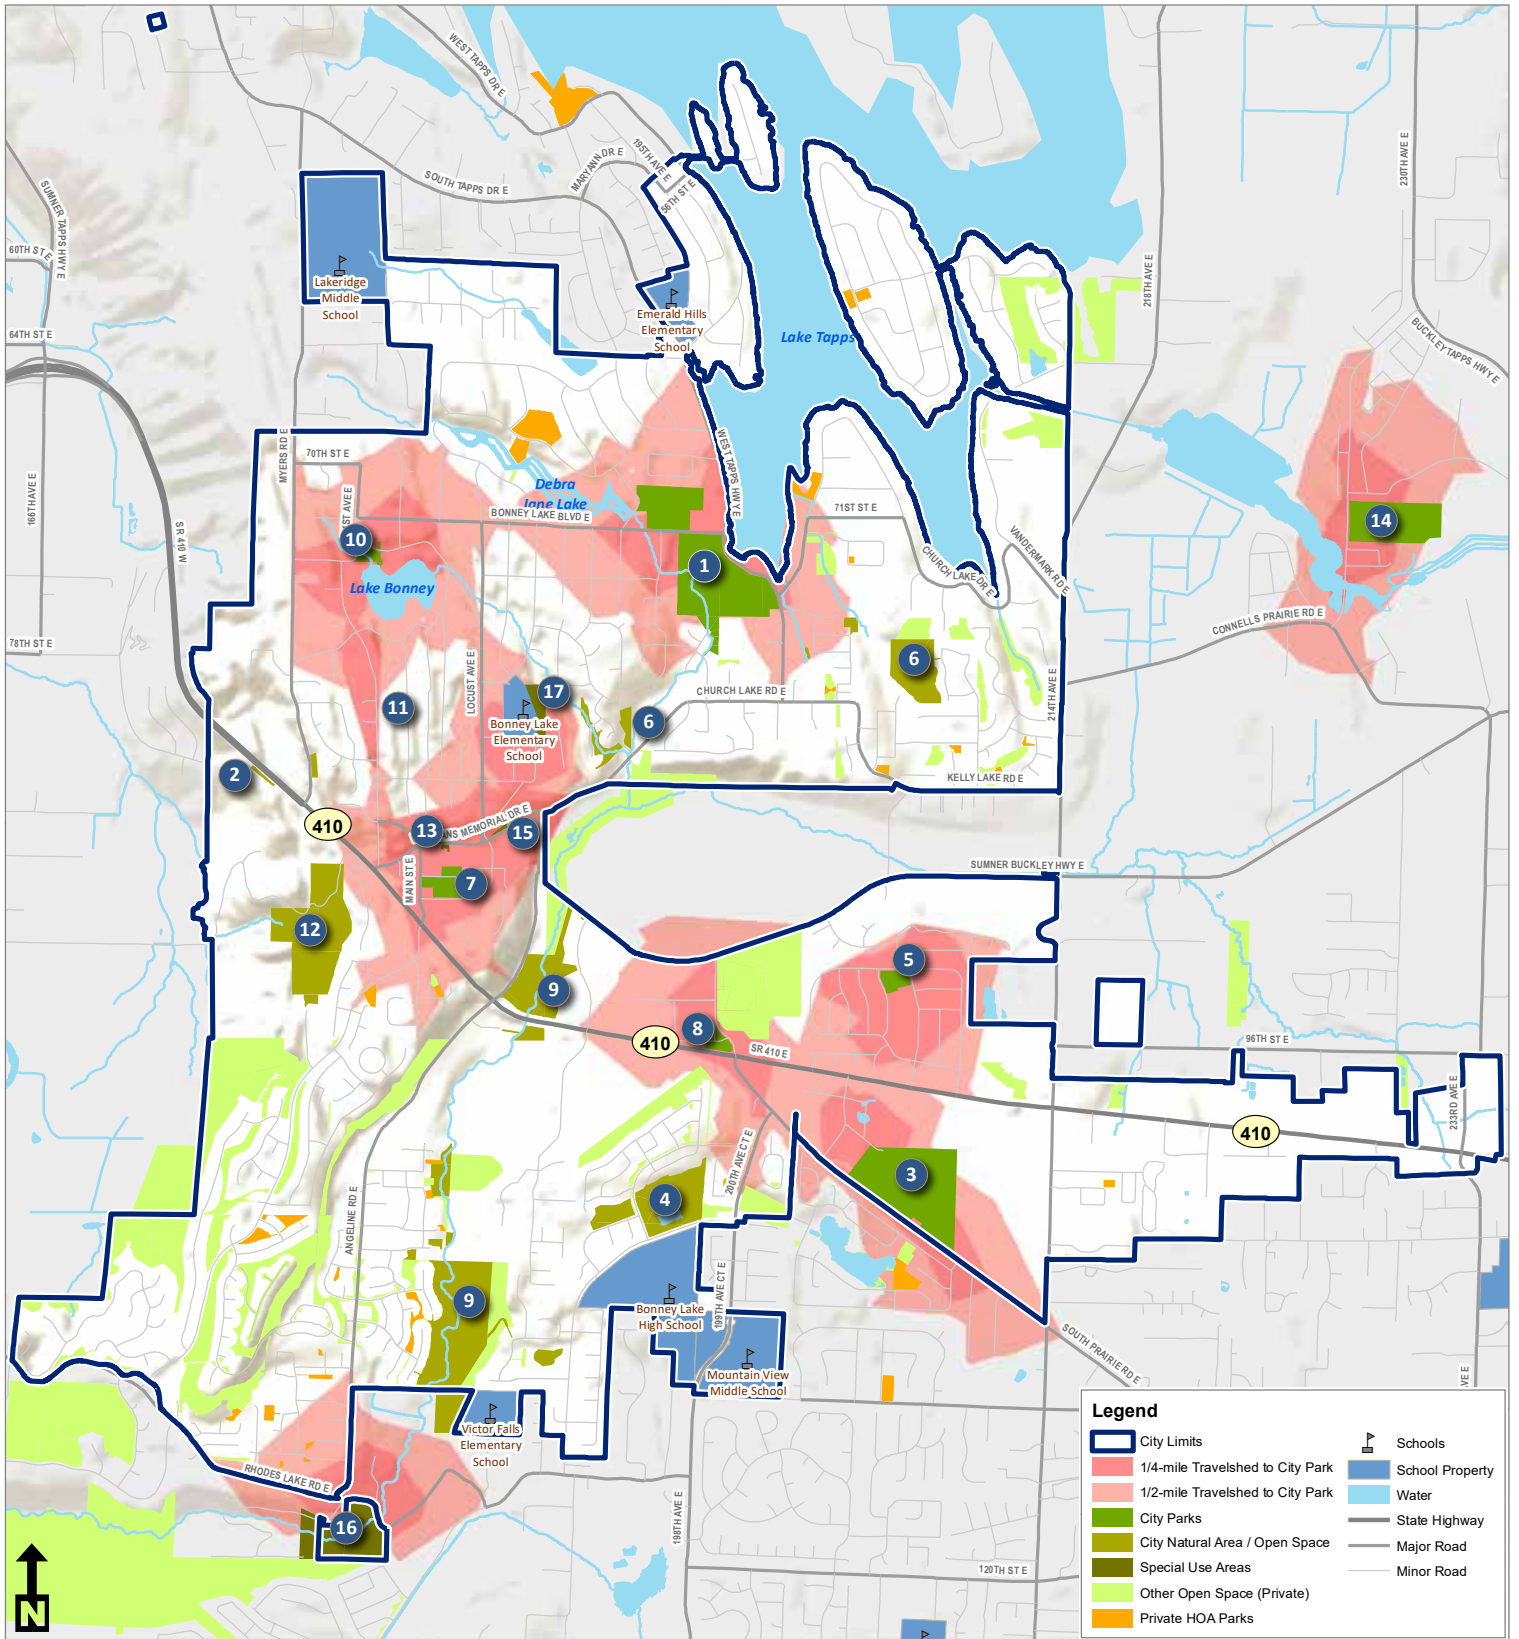 WEST TAPPS DR E
195TH AVE E
MARYANN DR E
SOUTH TAPPS DR E
56TH ST E
SUMNER TAPPS HWY E
60TH ST E
230TH AVE E
218TH AVE E
Lakeridge
Middle
School
Emerald Hills
Elementary
School
Lake Tapps
64TH ST E
BUCKLEY TAPPS HWY E
MYERS RD E
70TH ST E
WEST TAPPS HWY E
166TH AVE E
SR 410 W
Debra
Jane Lake
BONNEY LAKE BLVD E
71ST ST E
14
10
1
Lake Bonney
CHURCH LAKE DR E
VANDERMARK RD E
CONNELLS PRAIRIE RD E
78TH ST E
LOCUST AVE E
6
214TH AVE E
CHURCH LAKE RD E
17
11
6
Bonney Lake
Elementary
School
2
KELLY LAKE RD E
410
13
NS MEMORIAL DR E
15
MAIN ST E
7
SUMNER BUCKLEY HWY E
12
5
9
8
410
SR 410 E
96TH ST E
233RD AVE E
410
200TH AVE CT E
3
4
ANGELINE RD E
9
199TH AVE CT E
Bonney Lake
High School
Mountain View
Middle School
SOUTH PRAIRIE RD E
VE E
Victor Falls
Elementary
School
RHODES LAKE RD E
16
198TH AVE E
120TH ST E
N
Legend
City Limits
1/4-mile Travelshed to City Park
1/2-mile Travelshed to City Park
City Parks
City Natural Area / Open Space
Special Use Areas
Other Open Space (Private)
Private HOA Parks
Schools
School Property
Water
State Highway
Major Road
Minor Road